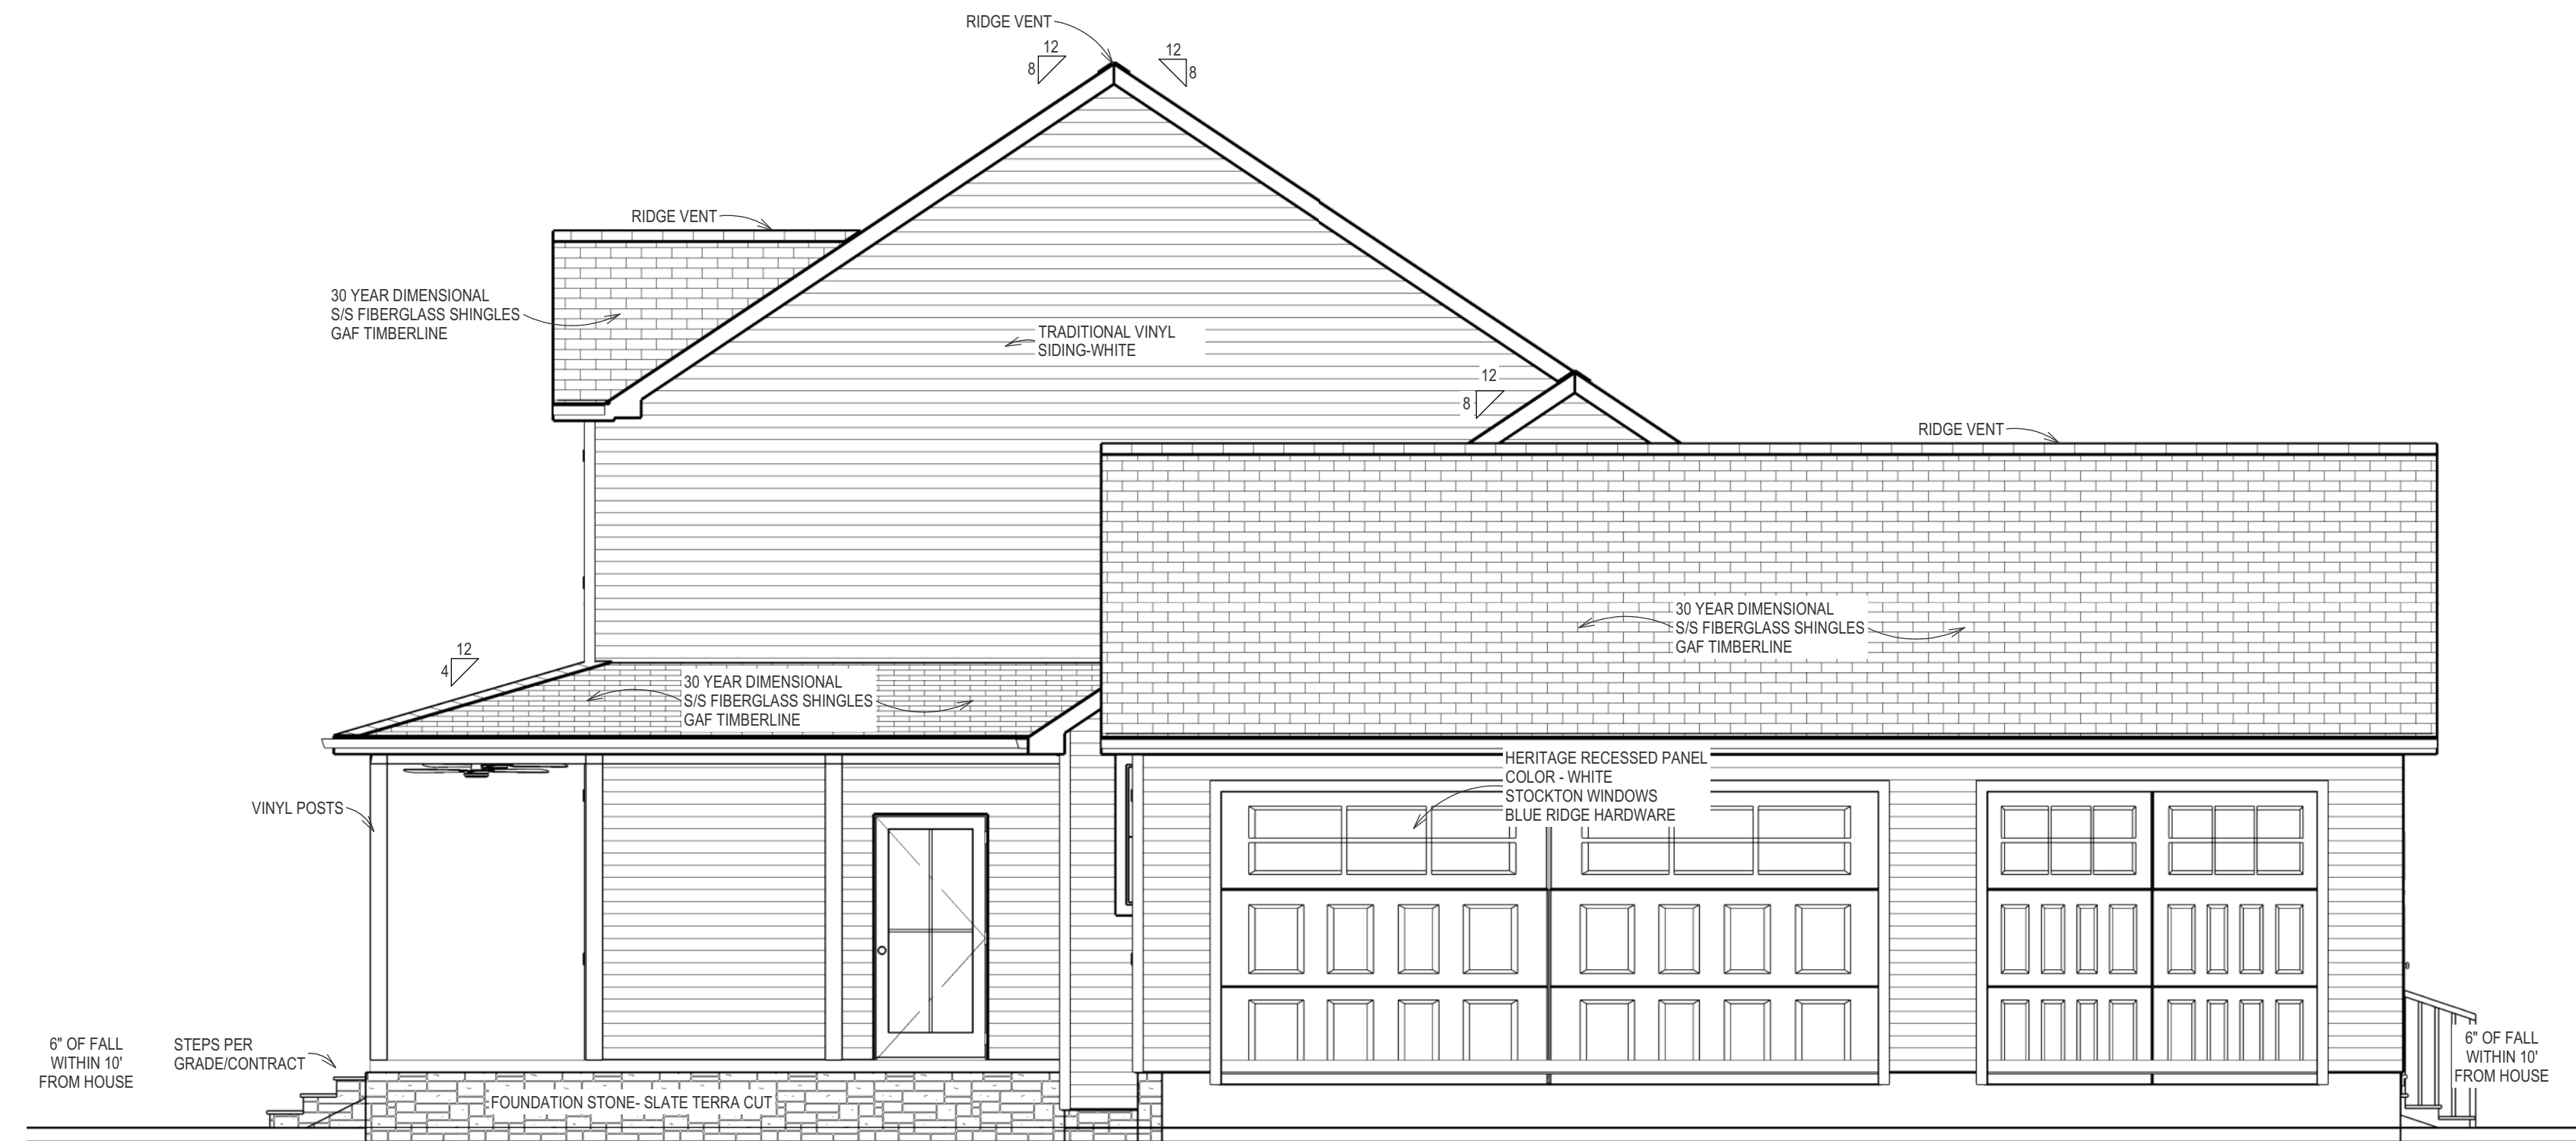 RIDGE VENT
12
8
12
8
RIDGE VENT
30 YEAR DIMENSIONAL
S/S FIBERGLASS SHINGLES
GAF TIMBERLINE
TRADITIONAL VINYL
SIDING-WHITE
12
8
RIDGE VENT
30 YEAR DIMENSIONAL
S/S FIBERGLASS SHINGLES
GAF TIMBERLINE
12
4
30 YEAR DIMENSIONAL
S/S FIBERGLASS SHINGLES
GAF TIMBERLINE
HERITAGE RECESSED PANEL
COLOR - WHITE
STOCKTON WINDOWS
BLUE RIDGE HARDWARE
VINYL POSTS
6" OF FALL
WITHIN 10'
FROM HOUSE
STEPS PER
GRADE/CONTRACT
FOUNDATION STONE- SLATE TERRA CUT
6" OF FALL
WITHIN 10'
FROM HOUSE